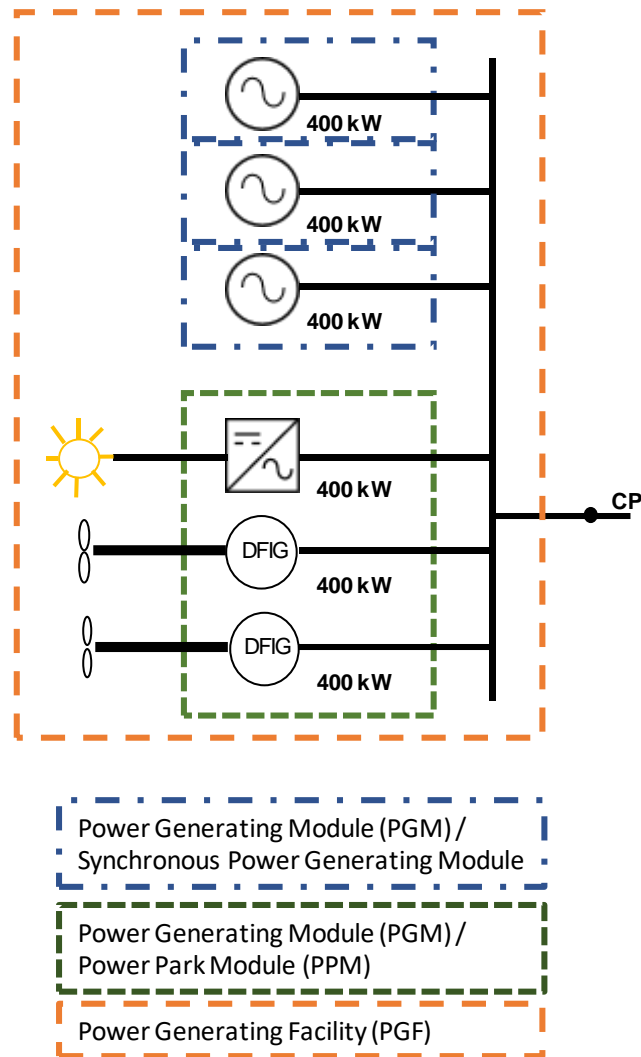 400 kW
400 kW
400 kW
400 kW
CP
DFIG
400 kW
DFIG
400 kW
Power Generating Module (PGM) /
Synchronous Power Generating Module
Power Generating Module (PGM) /
Power Park Module (PPM)
Power Generating Facility (PGF)